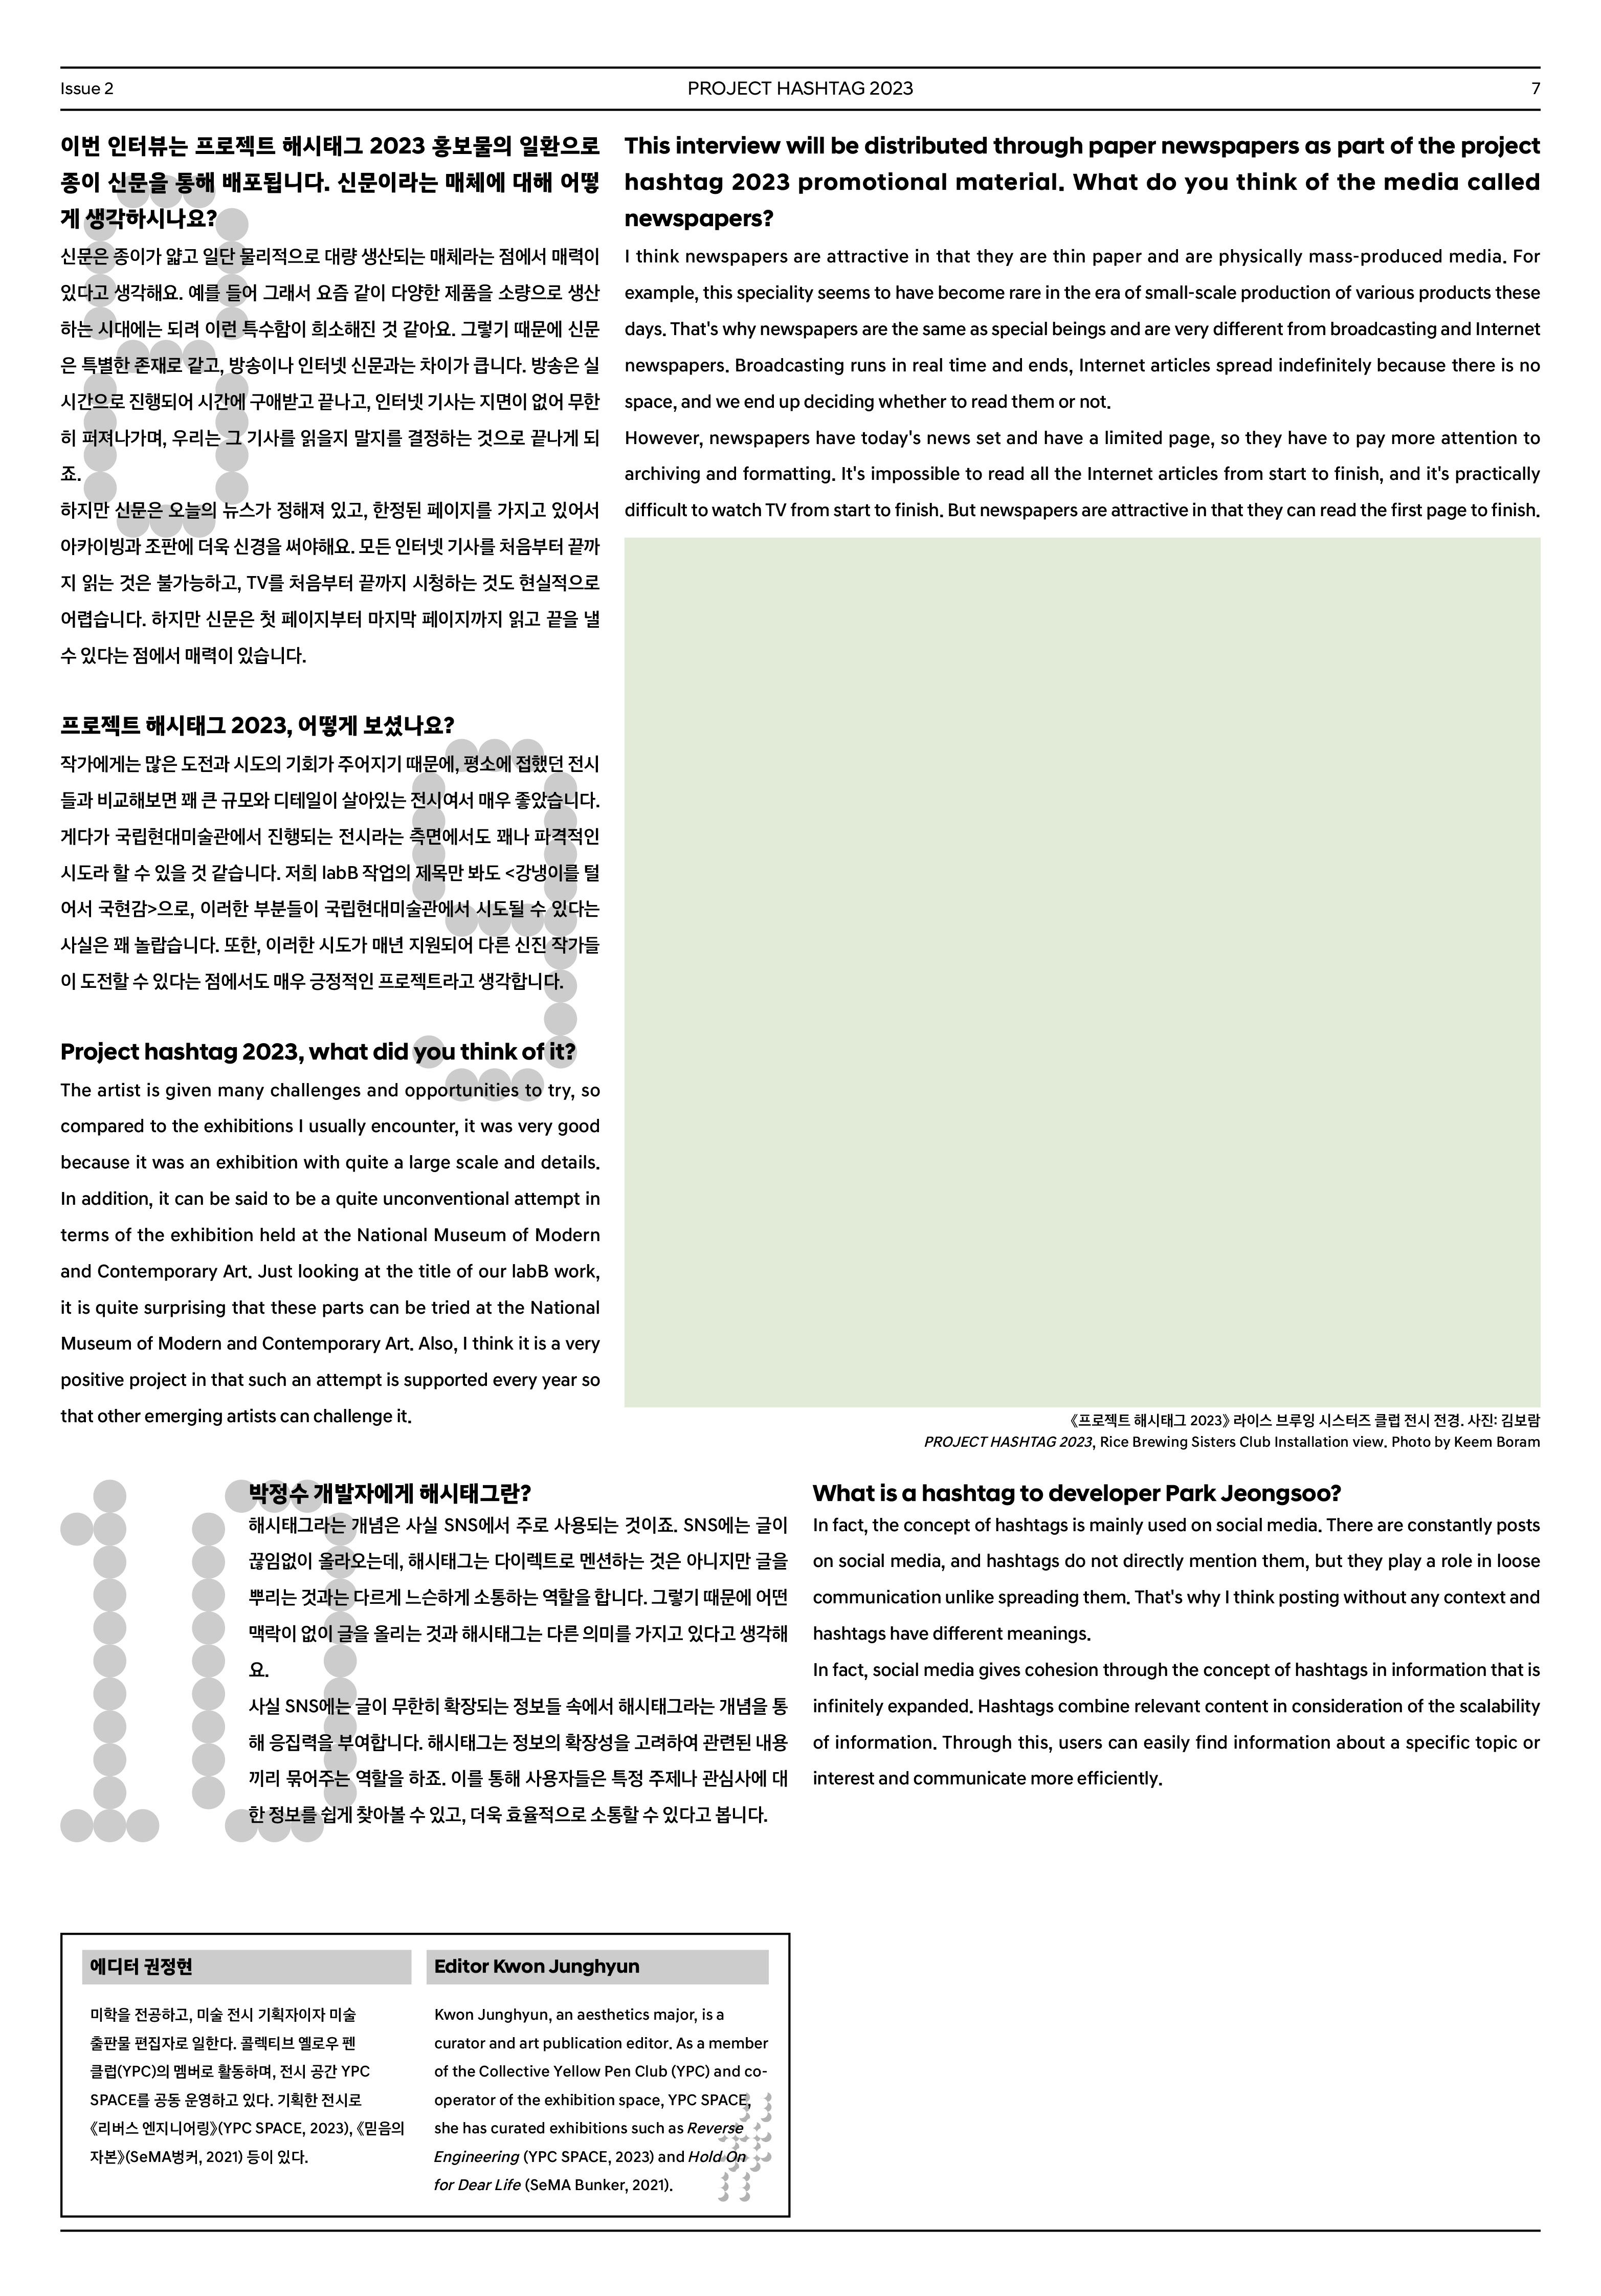 Issue 2
PROJECT HASHTAG 2023
7
이번 인터뷰는 프로젝트 해시태그 2023 홍보물의 일환으로
종이 신문을 통해 배포됩니다. 신문이라는 매체에 대해 어떻
게 생각하시나요?
신문은 종이가 얇고 일단 물리적으로 대량 생산되는 매체라는 점에서 매력이
있다고 생각해요. 예를 들어 그래서 요즘 같이 다양한 제품을 소량으로 생산
하는 시대에는 되려 이런 특수함이 희소해진 것 같아요. 그렇기 때문에 신문
은 특별한 존재로 같고, 방송이나 인터넷 신문과는 차이가 큽니다. 방송은 실
시간으로 진행되어 시간에 구애받고 끝나고, 인터넷 기사는 지면이 없어 무한
히 퍼져나가며, 우리는 그 기사를 읽을지 말지를 결정하는 것으로 끝나게 되
죠.
하지만 신문은 오늘의 뉴스가 정해져 있고, 한정된 페이지를 가지고 있어서
아카이빙과 조판에 더욱 신경을 써야해요. 모든 인터넷 기사를 처음부터 끝까
지 읽는 것은 불가능하고, TV를 처음부터 끝까지 시청하는 것도 현실적으로
어렵습니다. 하지만 신문은 첫 페이지부터 마지막 페이지까지 읽고 끝을 낼
수 있다는 점에서 매력이 있습니다.
This interview will be distributed through paper newspapers as part of the project
hashtag 2023 promotional material. What do you think of the media called
newspapers?
I think newspapers are attractive in that they are thin paper and are physically mass-produced media. For
example, this speciality seems to have become rare in the era of small-scale production of various products these
days. That's why newspapers are the same as special beings and are very different from broadcasting and Internet
newspapers. Broadcasting runs in real time and ends, Internet articles spread indefinitely because there is no
space, and we end up deciding whether to read them or not.
However, newspapers have today's news set and have a limited page, so they have to pay more attention to
archiving and formatting. It's impossible to read all the Internet articles from start to finish, and it's practically
difficult to watch TV from start to finish. But newspapers are attractive in that they can read the first page to finish.
프로젝트 해시태그 2023, 어떻게 보셨나요?
작가에게는 많은 도전과 시도의 기회가 주어지기 때문에, 평소에 접했던 전시
들과 비교해보면 꽤 큰 규모와 디테일이 살아있는 전시여서 매우 좋았습니다.
게다가 국립현대미술관에서 진행되는 전시라는 측면에서도 꽤나 파격적인
시도라 할 수 있을 것 같습니다. 저희 labB 작업의 제목만 봐도 <강냉이를 털
어서 국현감>으로, 이러한 부분들이 국립현대미술관에서 시도될 수 있다는
사실은 꽤 놀랍습니다. 또한, 이러한 시도가 매년 지원되어 다른 신진 작가들
이 도전할 수 있다는 점에서도 매우 긍정적인 프로젝트라고 생각합니다.
Project hashtag 2023, what did you think of it?
The artist is given many challenges and opportunities to try, so
compared to the exhibitions I usually encounter, it was very good
because it was an exhibition with quite a large scale and details.
In addition, it can be said to be a quite unconventional attempt in
terms of the exhibition held at the National Museum of Modern
and Contemporary Art. Just looking at the title of our labB work,
it is quite surprising that these parts can be tried at the National
Museum of Modern and Contemporary Art. Also, I think it is a very
positive project in that such an attempt is supported every year so
that other emerging artists can challenge it.
《프로젝트 해시태그 2023》 라이스 브루잉 시스터즈 클럽 전시 전경. 사진: 김보람
PROJECT HASHTAG 2023, Rice Brewing Sisters Club Installation view. Photo by Keem Boram
10
박정수 개발자에게 해시태그란?
해시태그라는 개념은 사실 SNS에서 주로 사용되는 것이죠. SNS에는 글이
끊임없이 올라오는데, 해시태그는 다이렉트로 멘션하는 것은 아니지만 글을
뿌리는 것과는 다르게 느슨하게 소통하는 역할을 합니다. 그렇기 때문에 어떤
맥락이 없이 글을 올리는 것과 해시태그는 다른 의미를 가지고 있다고 생각해
요.
사실 SNS에는 글이 무한히 확장되는 정보들 속에서 해시태그라는 개념을 통
해 응집력을 부여합니다. 해시태그는 정보의 확장성을 고려하여 관련된 내용
끼리 묶어주는 역할을 하죠. 이를 통해 사용자들은 특정 주제나 관심사에 대
한 정보를 쉽게 찾아볼 수 있고, 더욱 효율적으로 소통할 수 있다고 봅니다.
What is a hashtag to developer Park Jeongsoo?
In fact, the concept of hashtags is mainly used on social media. There are constantly posts
on social media, and hashtags do not directly mention them, but they play a role in loose
communication unlike spreading them. That's why I think posting without any context and
hashtags have different meanings.
In fact, social media gives cohesion through the concept of hashtags in information that is
infinitely expanded. Hashtags combine relevant content in consideration of the scalability
of information. Through this, users can easily find information about a specific topic or
interest and communicate more efficiently.
에디터 권정현
미학을 전공하고, 미술 전시 기획자이자 미술
출판물 편집자로 일한다. 콜렉티브 옐로우 펜
클럽(YPC)의 멤버로 활동하며, 전시 공간 YPC
SPACE를 공동 운영하고 있다. 기획한 전시로
《리버스 엔지니어링》(YPC SPACE, 2023), 《믿음의
자본》(SeMA벙커, 2021) 등이 있다.
Editor Kwon Junghyun
Kwon Junghyun, an aesthetics major, is a
curator and art publication editor. As a member
of the Collective Yellow Pen Club (YPC) and co-
operator of the exhibition space, YPC SPACE,
she has curated exhibitions such as Reverse
Engineering (YPC SPACE, 2023) and Hold On
for Dear Life (SeMA Bunker, 2021).
8
9
#